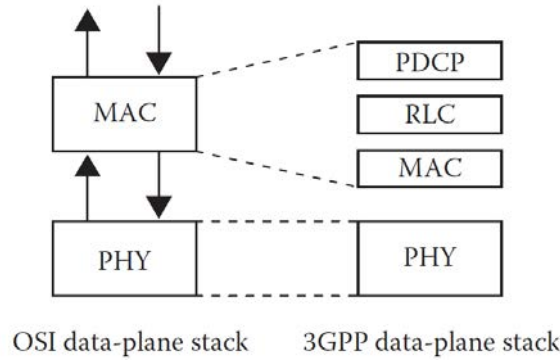 PDCP
MAC
RLC
MAC
PHY
PHY
OSI data-plane stack
3GPP data-plane stack